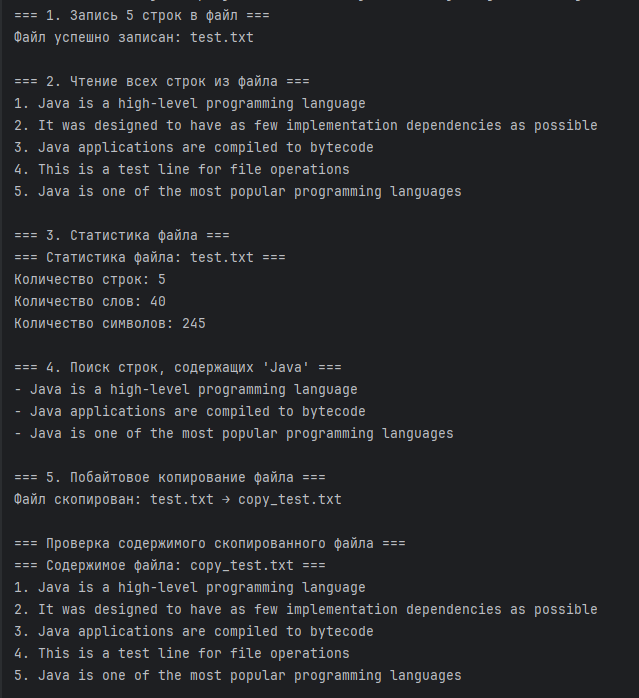 === 1. Запись 5 строк в файл ===
Файл успешно записан: test.txt
=== 2. Чтение всех строк из файла ===
1. Java is a high-level programming language
2. It was designed to have as few implementation dependencies as possible
3. Java applications are compiled to bytecode
4. This is a test line for file operations
5. Java is one of the most popular programming languages
=== 3. Статистика файла ===
=== Статистика файла: test.txt ===
Количество строк: 5
Количество слов: 40
Количество символов: 245
=== 4. Поиск строк, содержащих 'Java' ===
- Java is a high-level programming language
- Java applications are compiled to bytecode
- Java is one of the most popular programming languages
=== 5. Побайтовое копирование файла ===
Файл скопирован: test.txt → copy_test.txt
=== Проверка содержимого скопированного файла ===
=== Содержимое файла: copy_test.txt ===
1. Java is a high-level programming language
2. It was designed to have as few implementation dependencies as possible
3. Java applications are compiled to bytecode
4. This is a test line for file operations
5. Java is one of the most popular programming languages